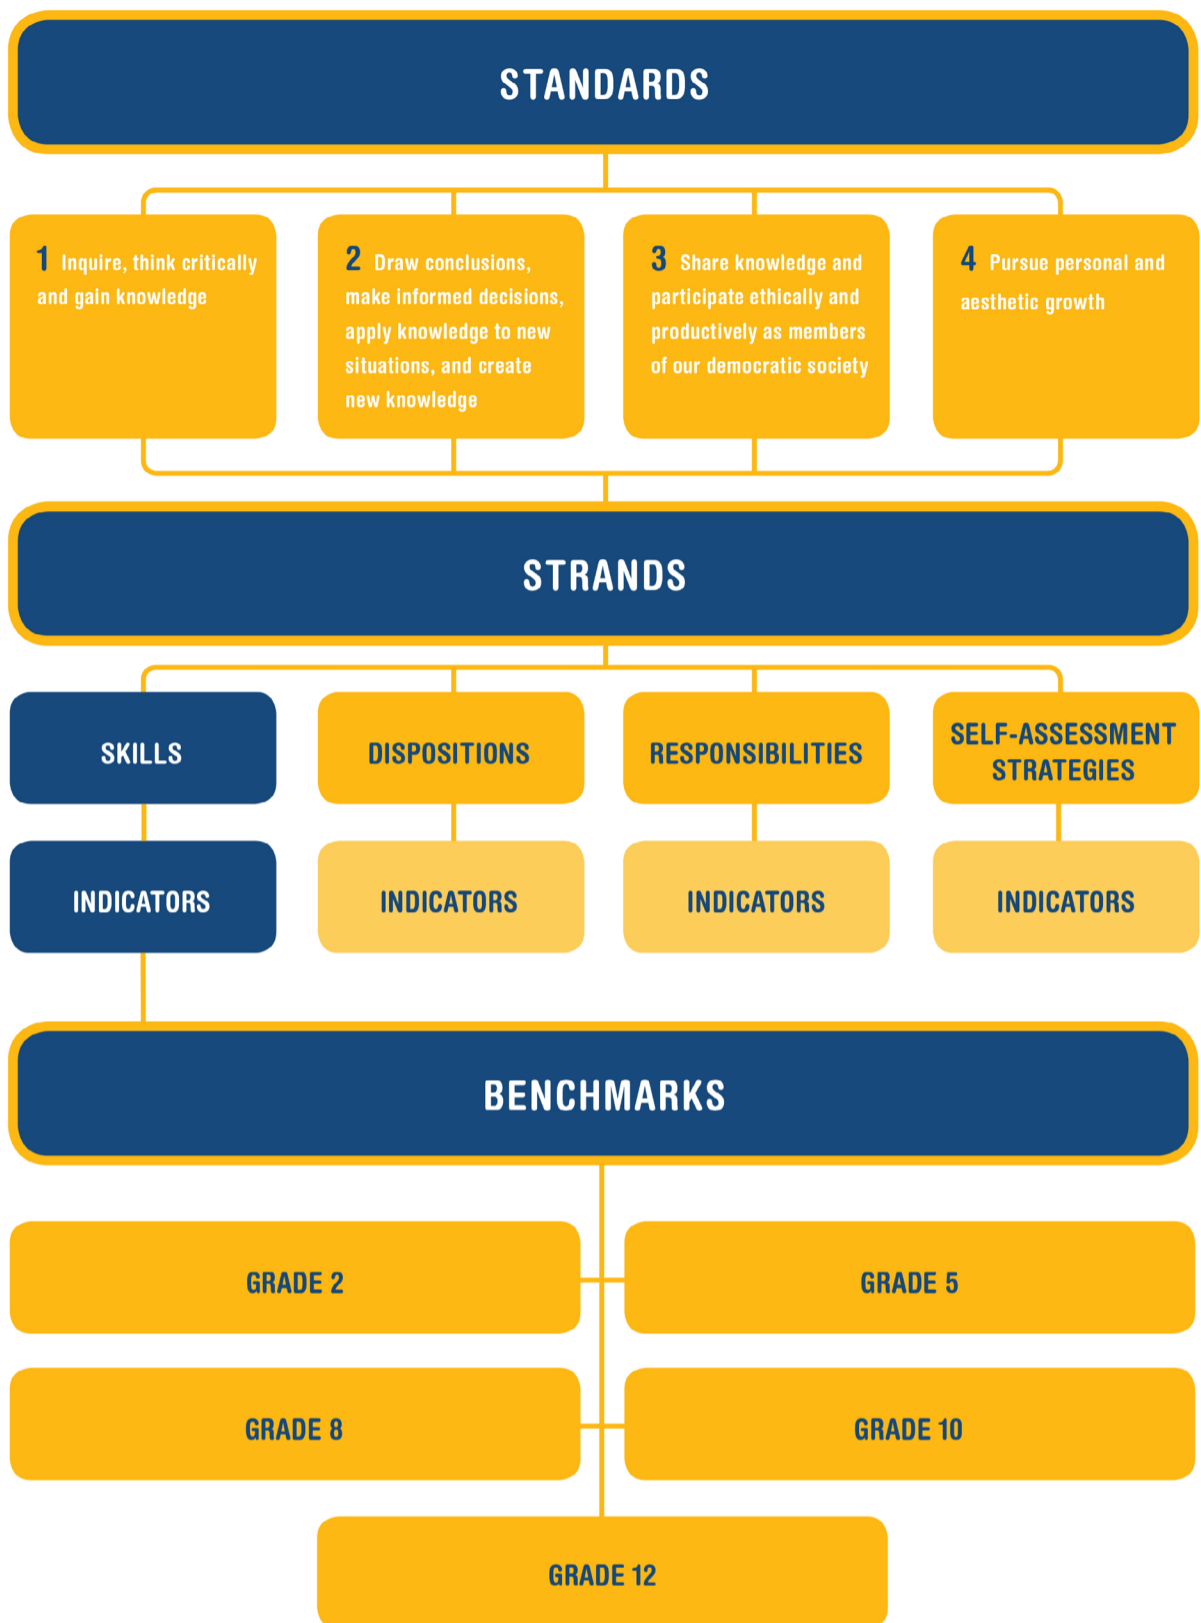 STANDARDS
1 Inquire, think critically
and gain knowledge
2 Draw conclusions,
make informed decisions,
apply knowledge to new
situations, and create
new knowledge
3 Share knowledge and
participate ethically and
productively as members
of our democratic society
4 Pursue personal and
aesthetic growth
STRANDS
SKILLS
DISPOSITIONS
RESPONSIBILITIES
SELF-ASSESSMENT
STRATEGIES
INDICATORS
INDICATORS
INDICATORS
INDICATORS
BENCHMARKS
GRADE 2
GRADE 5
GRADE 8
GRADE 10
GRADE 12